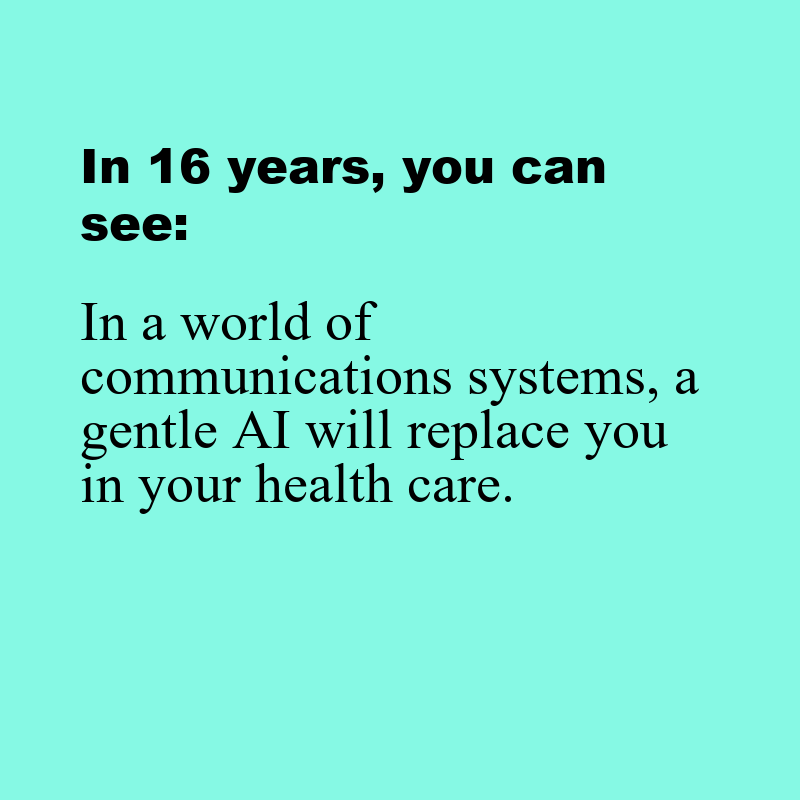 In 16 years, you can
see:
In a world of
communications systems, a
gentle AI will replace you
in your health care.